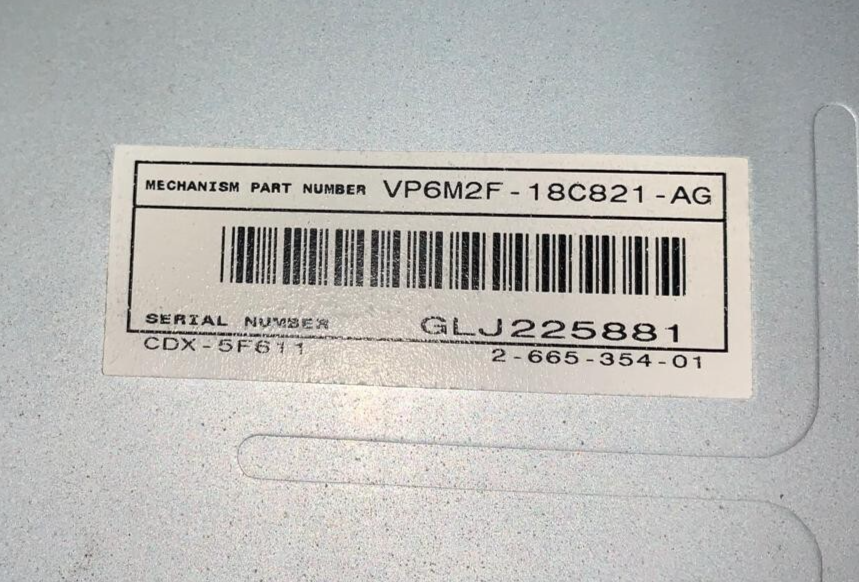 MECHANISM PART NUMBER VP6M2F-18C821-AG
SERIAL NUMBER GLJ225881
CDX-5F611 2-665-354-01